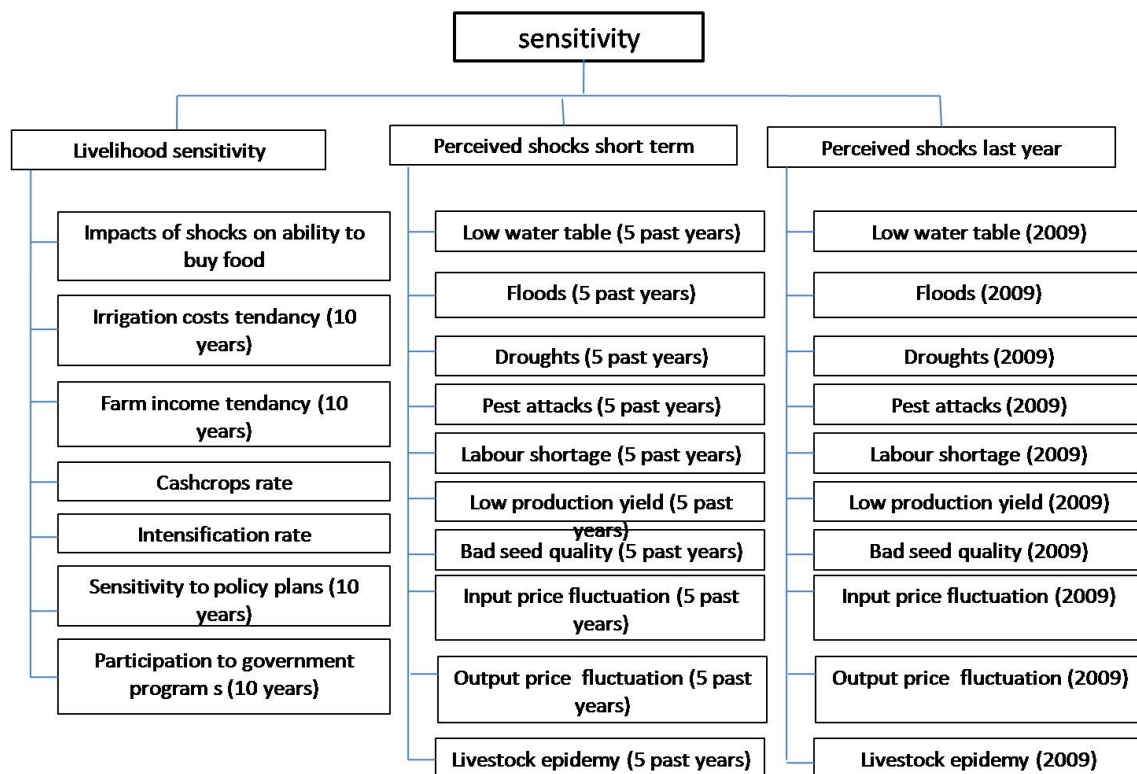 sensitivity
Livelihood sensitivity
Impacts of shocks on ability to
buy food
Irrigation costs tendancy (10
years)
Farm income tendancy (10
years)
Cashcrops rate
Intensification rate
Sensitivity to policy plans (10
years)
Participation to government
program s (10 years)
Perceived shocks short term
Low water table (5 past years)
Floods (5 past years)
Droughts (5 past years)
Pest attacks (5 past years)
Labour shortage (5 past years)
Low production yield (5 past
years)
Bad seed quality (5 past years)
Input price fluctuation (5 past
years)
Output price  fluctuation (5 past
years)
Livestock epidemy (5 past years)
Perceived shocks last year
Low water table (2009)
Floods (2009)
Droughts (2009)
Pest attacks (2009)
Labour shortage (2009)
Low production yield (2009)
Bad seed quality (2009)
Input price fluctuation (2009)
Output price  fluctuation (2009)
Livestock epidemy (2009)